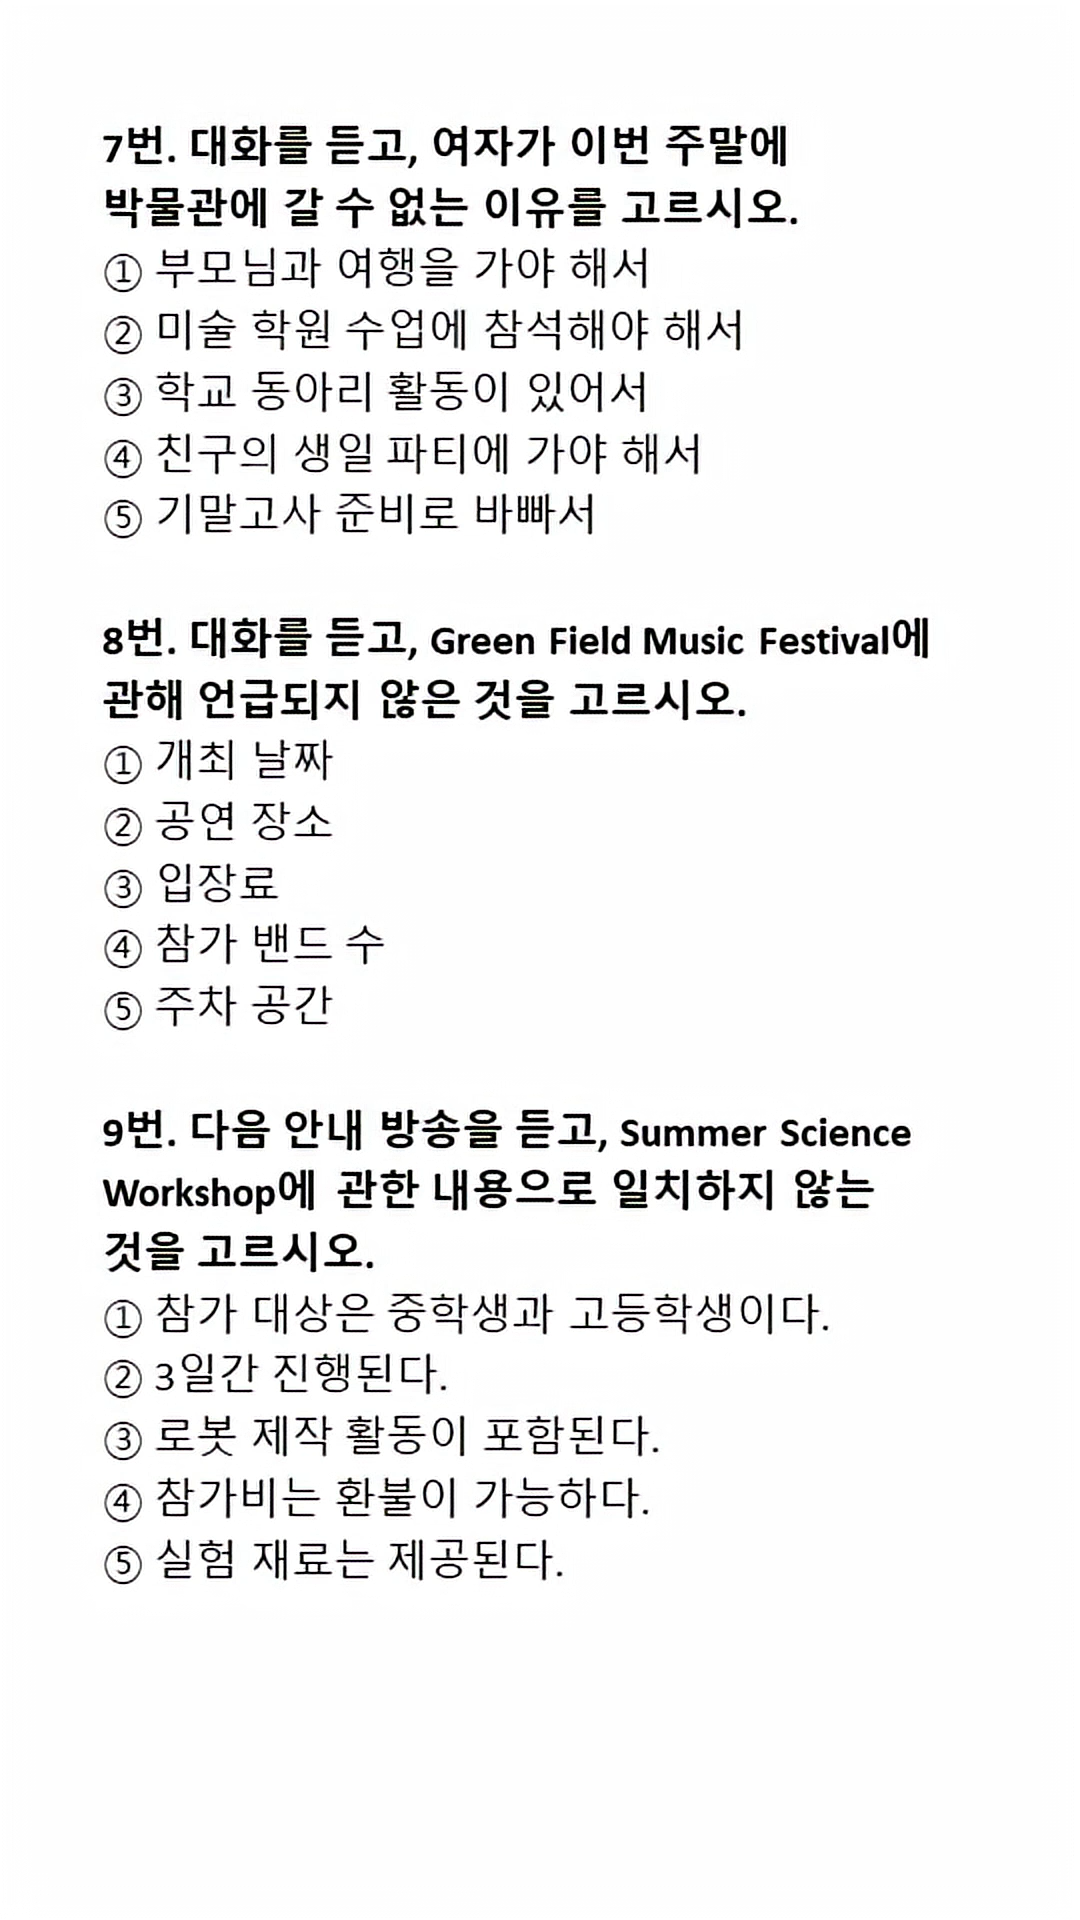 7번. 대화를 듣고, 여자가 이번 주말에
박물관에 갈 수 없는 이유를 고르시오.
① 부모님과 여행을 가야 해서
② 미술 학원 수업에 참석해야 해서
③ 학교 동아리 활동이 있어서
④ 친구의 생일 파티에 가야 해서
⑤ 기말고사 준비로 바빠서
8번. 대화를 듣고, Green Field Music Festival에
관해 언급되지 않은 것을 고르시오.
① 개최 날짜
② 공연 장소
③ 입장료
④ 참가 밴드 수
⑤ 주차 공간
9번. 다음 안내 방송을 듣고, Summer Science
Workshop에 관한 내용으로 일치하지 않는
것을 고르시오.
① 참가 대상은 중학생과 고등학생이다.
② 3일간 진행된다.
③ 로봇 제작 활동이 포함된다.
④ 참가비는 환불이 가능하다.
⑤ 실험 재료는 제공된다.